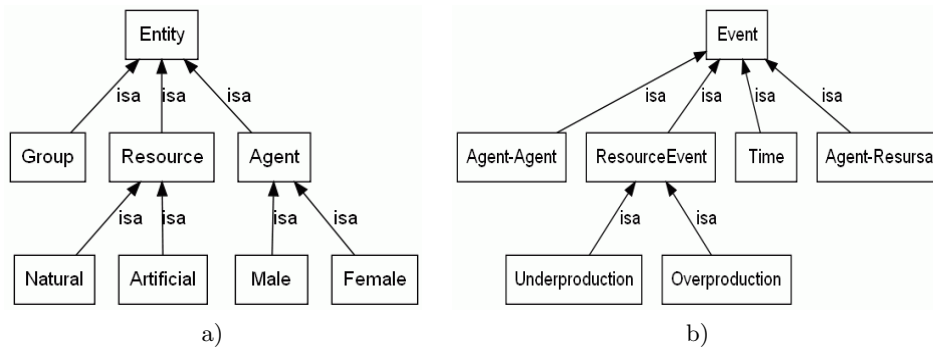 Entity
isa isa isa
Group Resource Agent
isa isa isa isa
Natural Artificial Male Female
a)
Event
isa isa isa isa
Agent-Agent ResourceEvent Time Agent-Resursa
isa isa
Underproduction Overproduction
b)